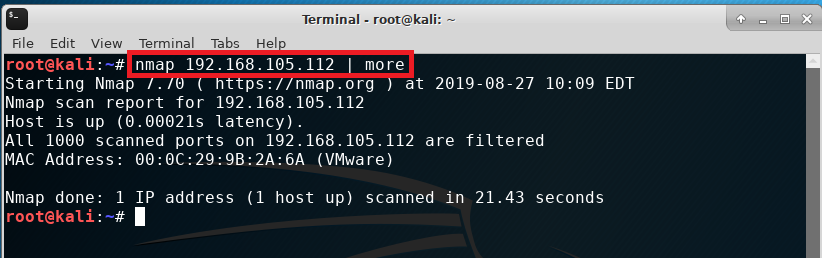 Terminal - root@kali: ~
File Edit View Terminal Tabs Help
root@kali:~# nmap 192.168.105.112 | more
Starting Nmap 7.70 ( https://nmap.org ) at 2019-08-27 10:09 EDT
Nmap scan report for 192.168.105.112
Host is up (0.00021s latency).
All 1000 scanned ports on 192.168.105.112 are filtered
MAC Address: 00:0C:29:9B:2A:6A (VMware)
Nmap done: 1 IP address (1 host up) scanned in 21.43 seconds
root@kali:~#